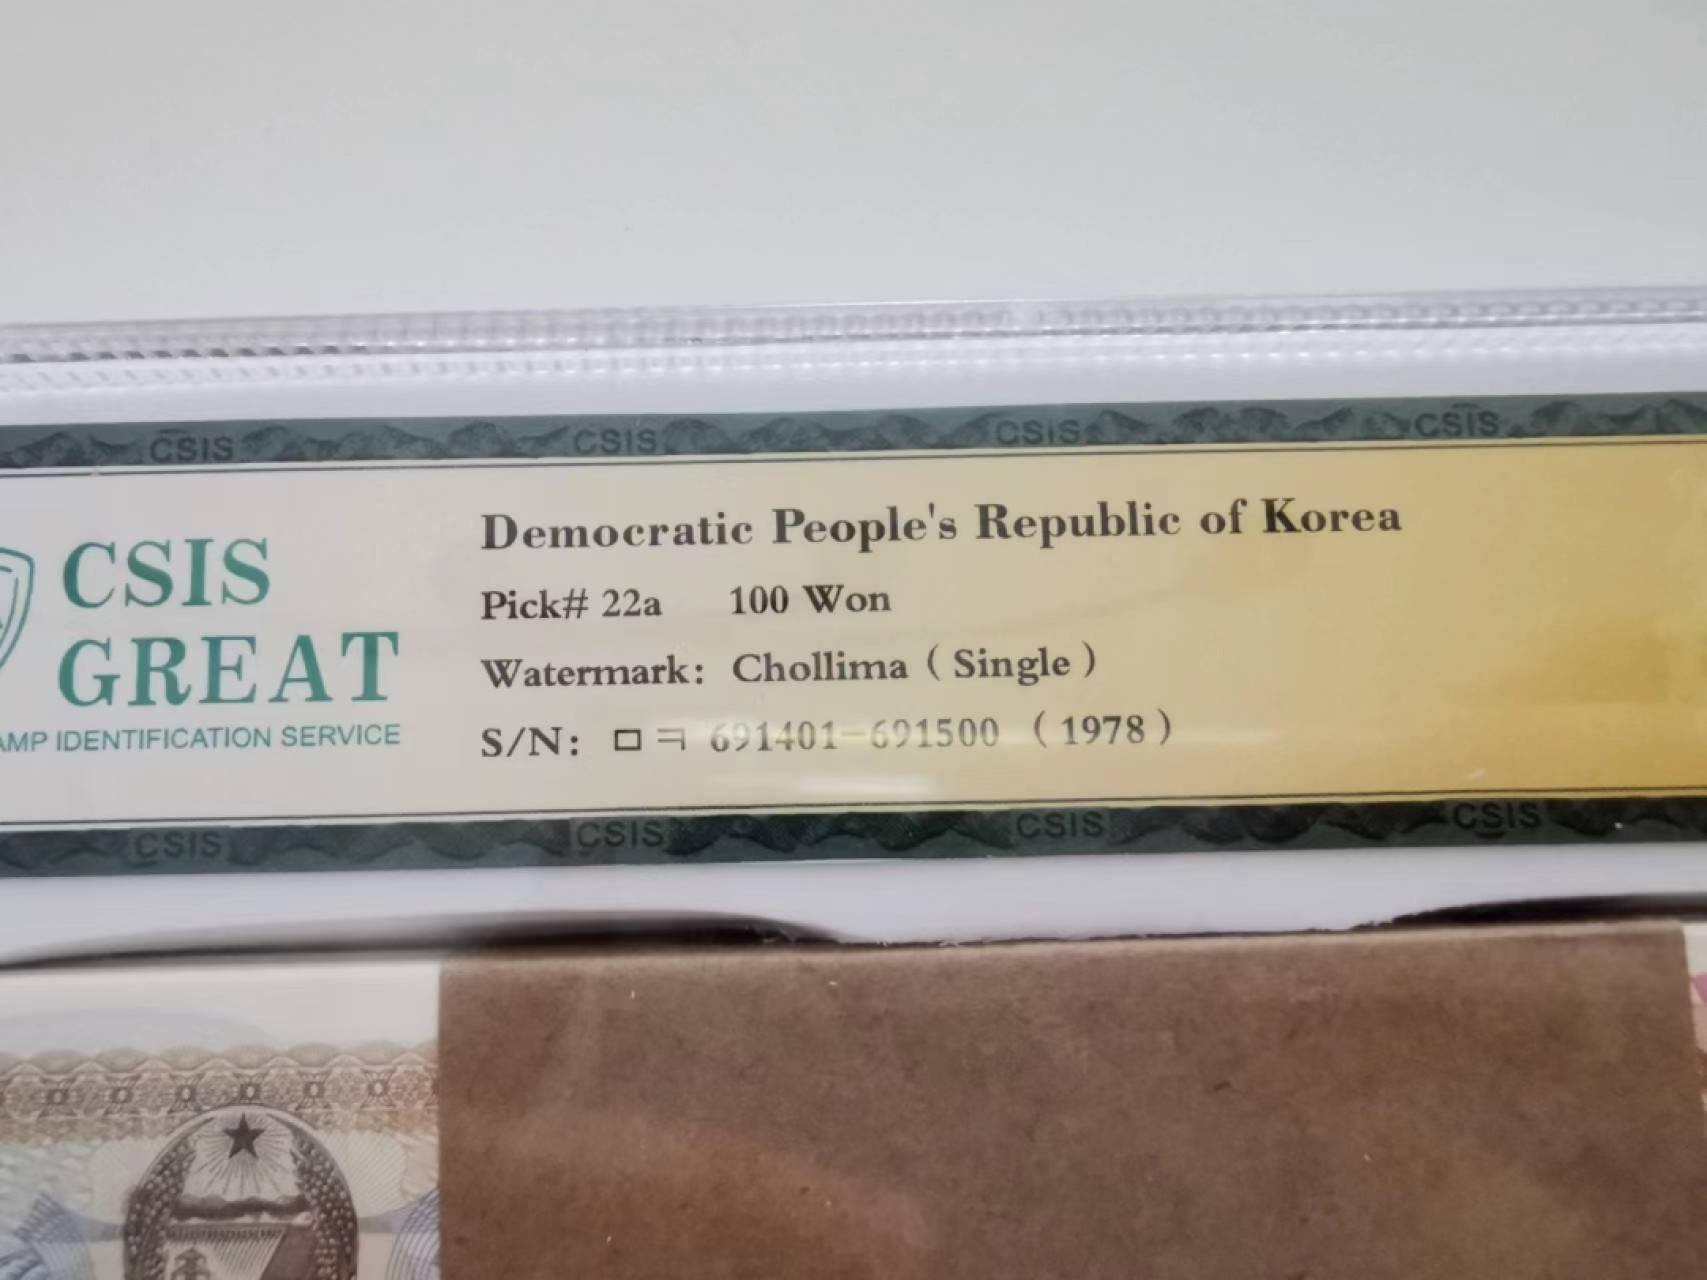 CSIS CSIS CSIS CSIS
CSIS
GREAT
AMP IDENTIFICATION SERVICE
Democratic People's Republic of Korea
Pick# 22a 100 Won
Watermark: Chollima ( Single )
S/N: ㅁㅋ 691401-691500 ( 1978 )
CSIS CSIS CSIS CSIS